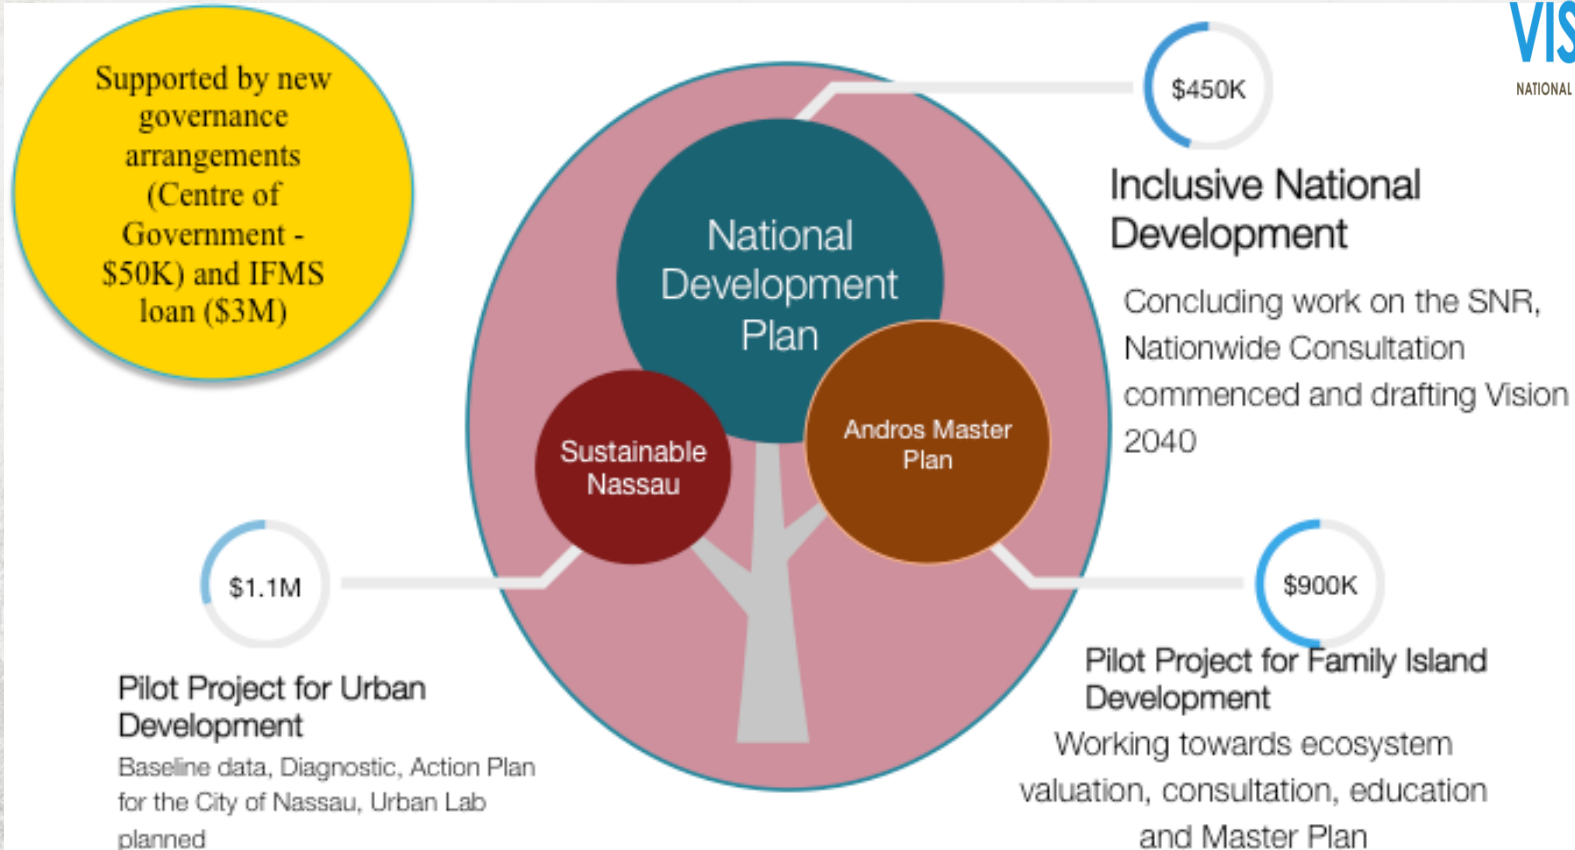 Supported by new
governance
arrangements
(Centre of
Government -
$50K) and IFMS
loan ($3M)
VIS
NATIONAL
$450K
Inclusive National
Development
Concluding work on the SNR,
Nationwide Consultation
commenced and drafting Vision
2040
National
Development
Plan
Sustainable
Nassau
Andros Master
Plan
$1.1M
Pilot Project for Urban
Development
Baseline data, Diagnostic, Action Plan
for the City of Nassau, Urban Lab
planned
$900K
Pilot Project for Family Island
Development
Working towards ecosystem
valuation, consultation, education
and Master Plan